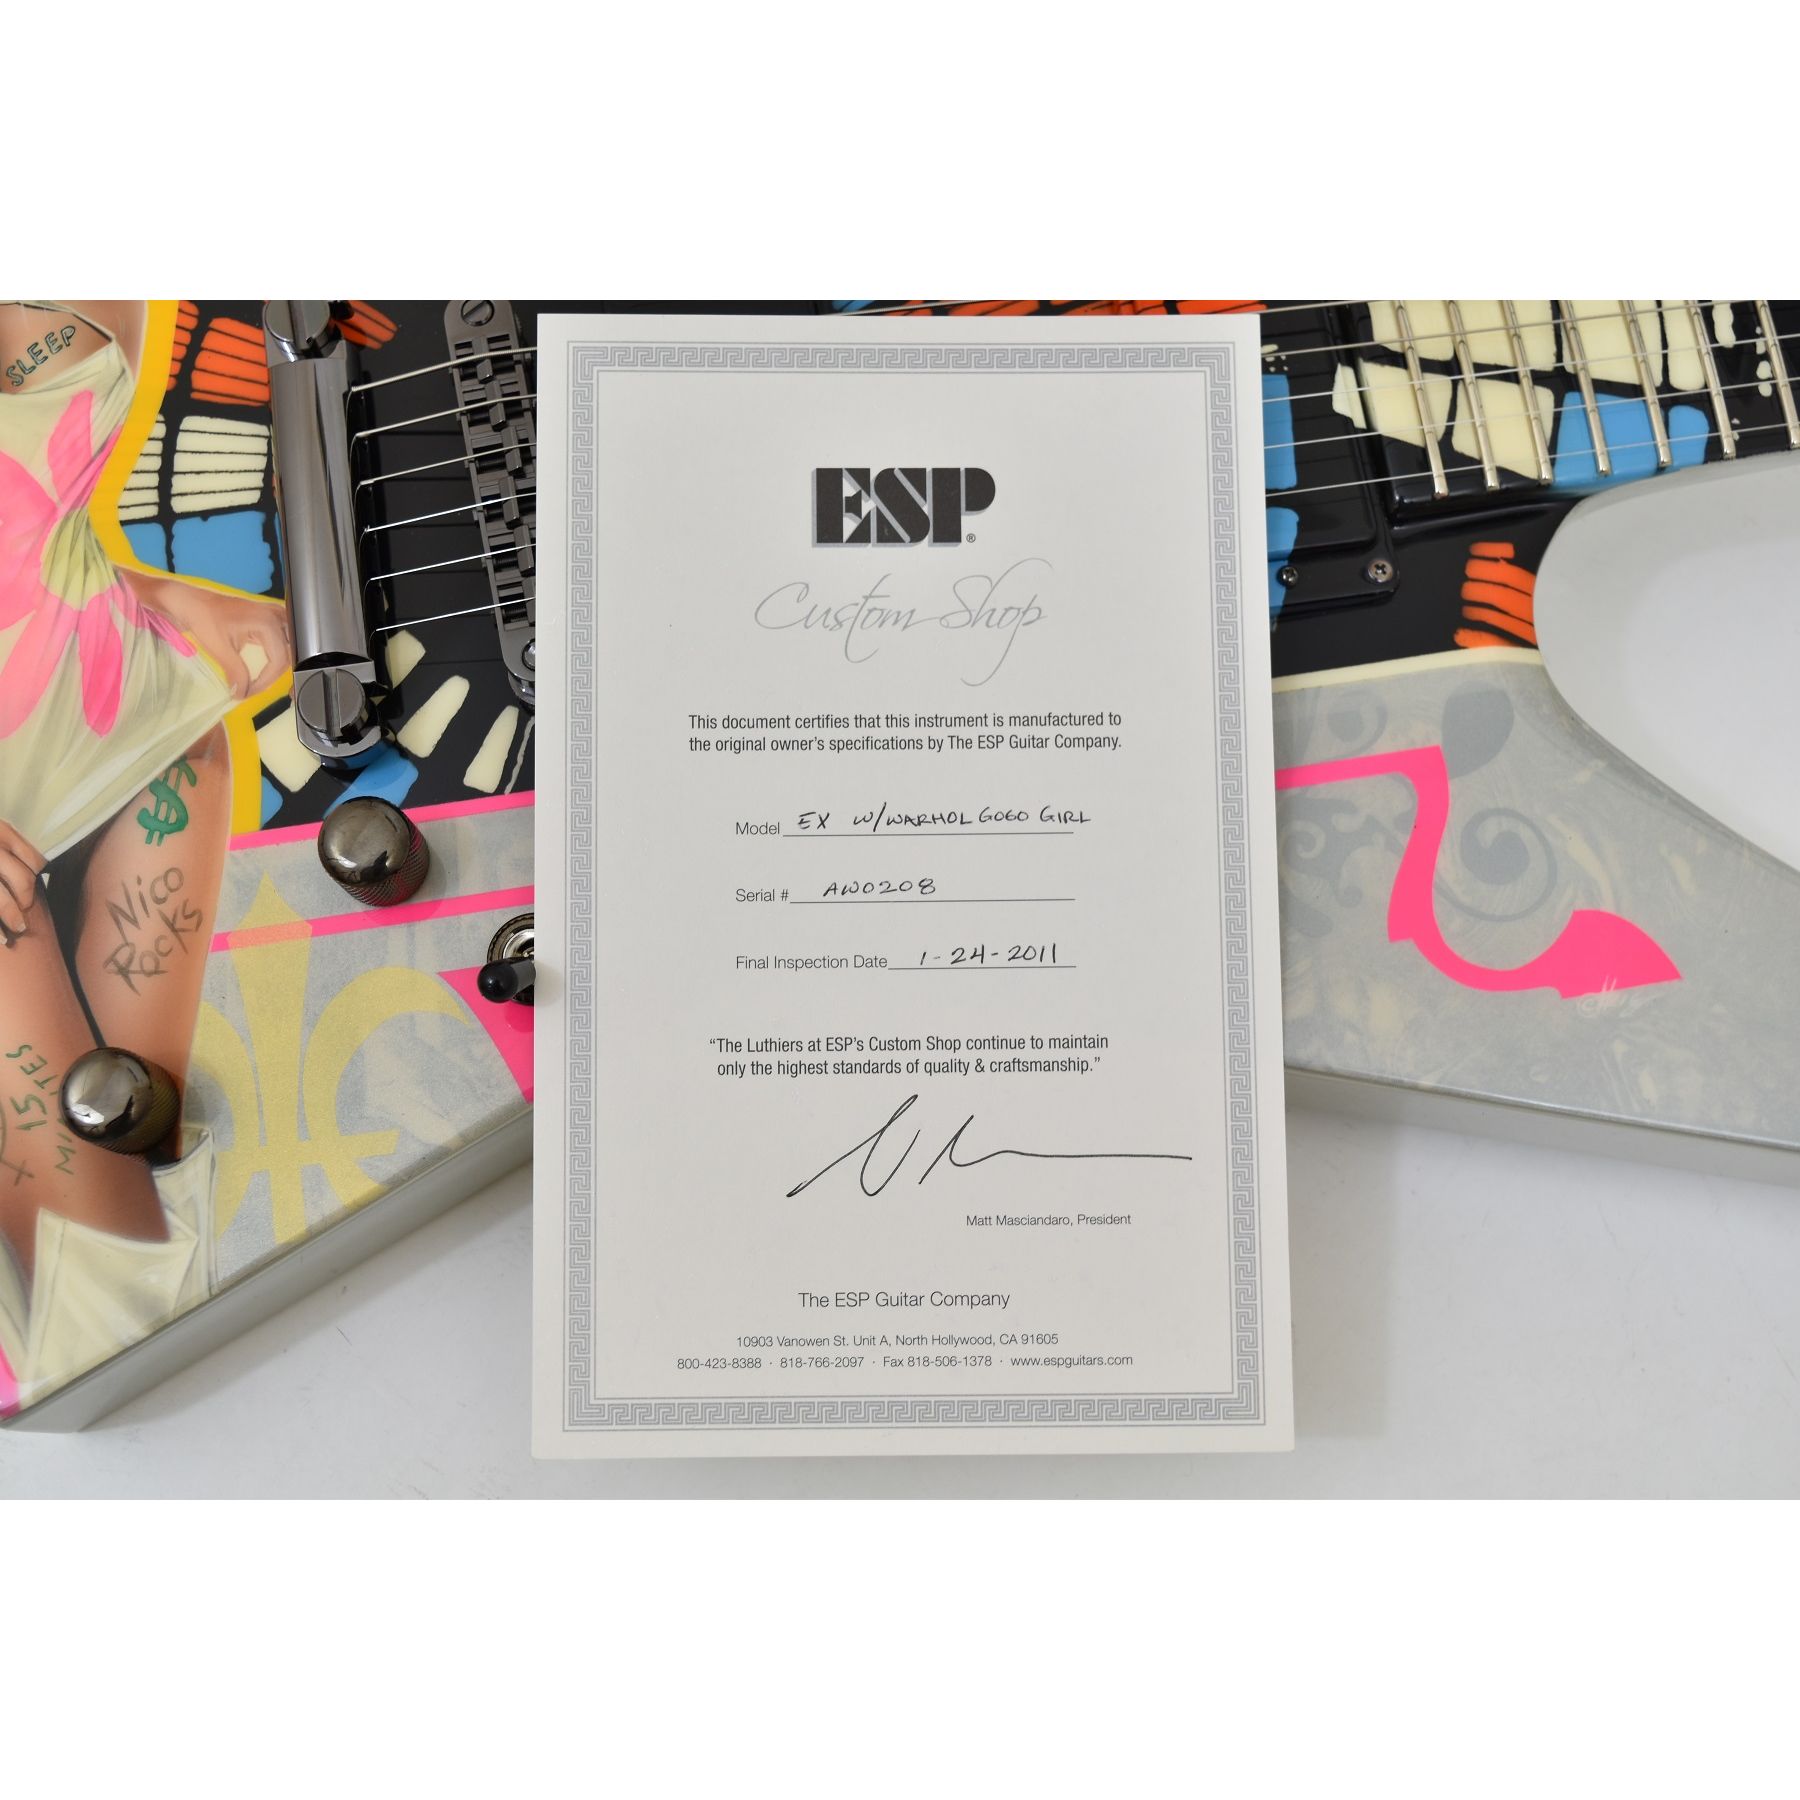 SLEEP
$
Nico
Rocks
15
MINUTES
ESP®
Custom Shop
This document certifies that this instrument is manufactured to
the original owner's specifications by The ESP Guitar Company.
Model EX W/WARHOL GOGO GIRL
Serial # AW0208
Final Inspection Date 1-24-2011
"The Luthiers at ESP's Custom Shop continue to maintain
only the highest standards of quality & craftsmanship."
Matt Masciandaro, President
The ESP Guitar Company
10903 Vanowen St. Unit A, North Hollywood, CA 91605
800-423-8388 · 818-766-2097 · Fax 818-506-1378 · www.espguitars.com